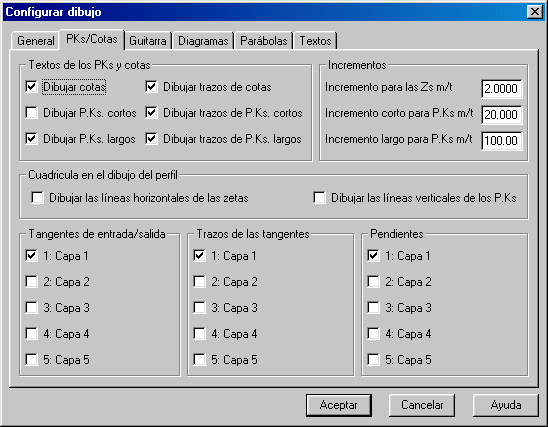 Configurar dibujo
General PKs/Cotas Guitarra Diagramas Parábolas Textos
Textos de los PKs y cotas Incrementos
Dibujar cotas Dibujar trazos de cotas Incremento para las Zs m/t 2.0000
Dibujar P.Ks. cortos Dibujar trazos de P.Ks. cortos Incremento corto para P.Ks m/t 20.000
Dibujar P.Ks. largos Dibujar trazos de P.Ks. largos Incremento largo para P.Ks m/t 100.00
Cuadricula en el dibujo del perfil
Dibujar las líneas horizontales de las zetas Dibujar las líneas verticales de los P.Ks
Tangentes de entrada/salida Trazos de las tangentes Pendientes
1: Capa 1 1: Capa 1 1: Capa 1
2: Capa 2 2: Capa 2 2: Capa 2
3: Capa 3 3: Capa 3 3: Capa 3
4: Capa 4 4: Capa 4 4: Capa 4
5: Capa 5 5: Capa 5 5: Capa 5
Aceptar Cancelar Ayuda